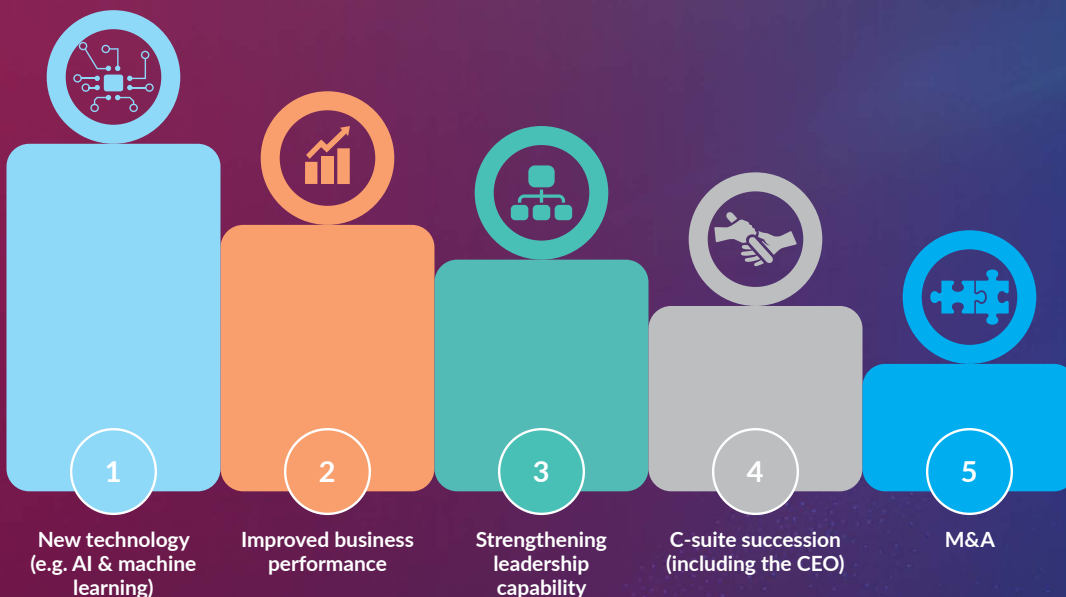 1
2
3
4
5
New technology
(e.g. AI & machine
learning)
Improved business
performance
Strengthening
leadership
capability
C-suite succession
(including the CEO)
M&A